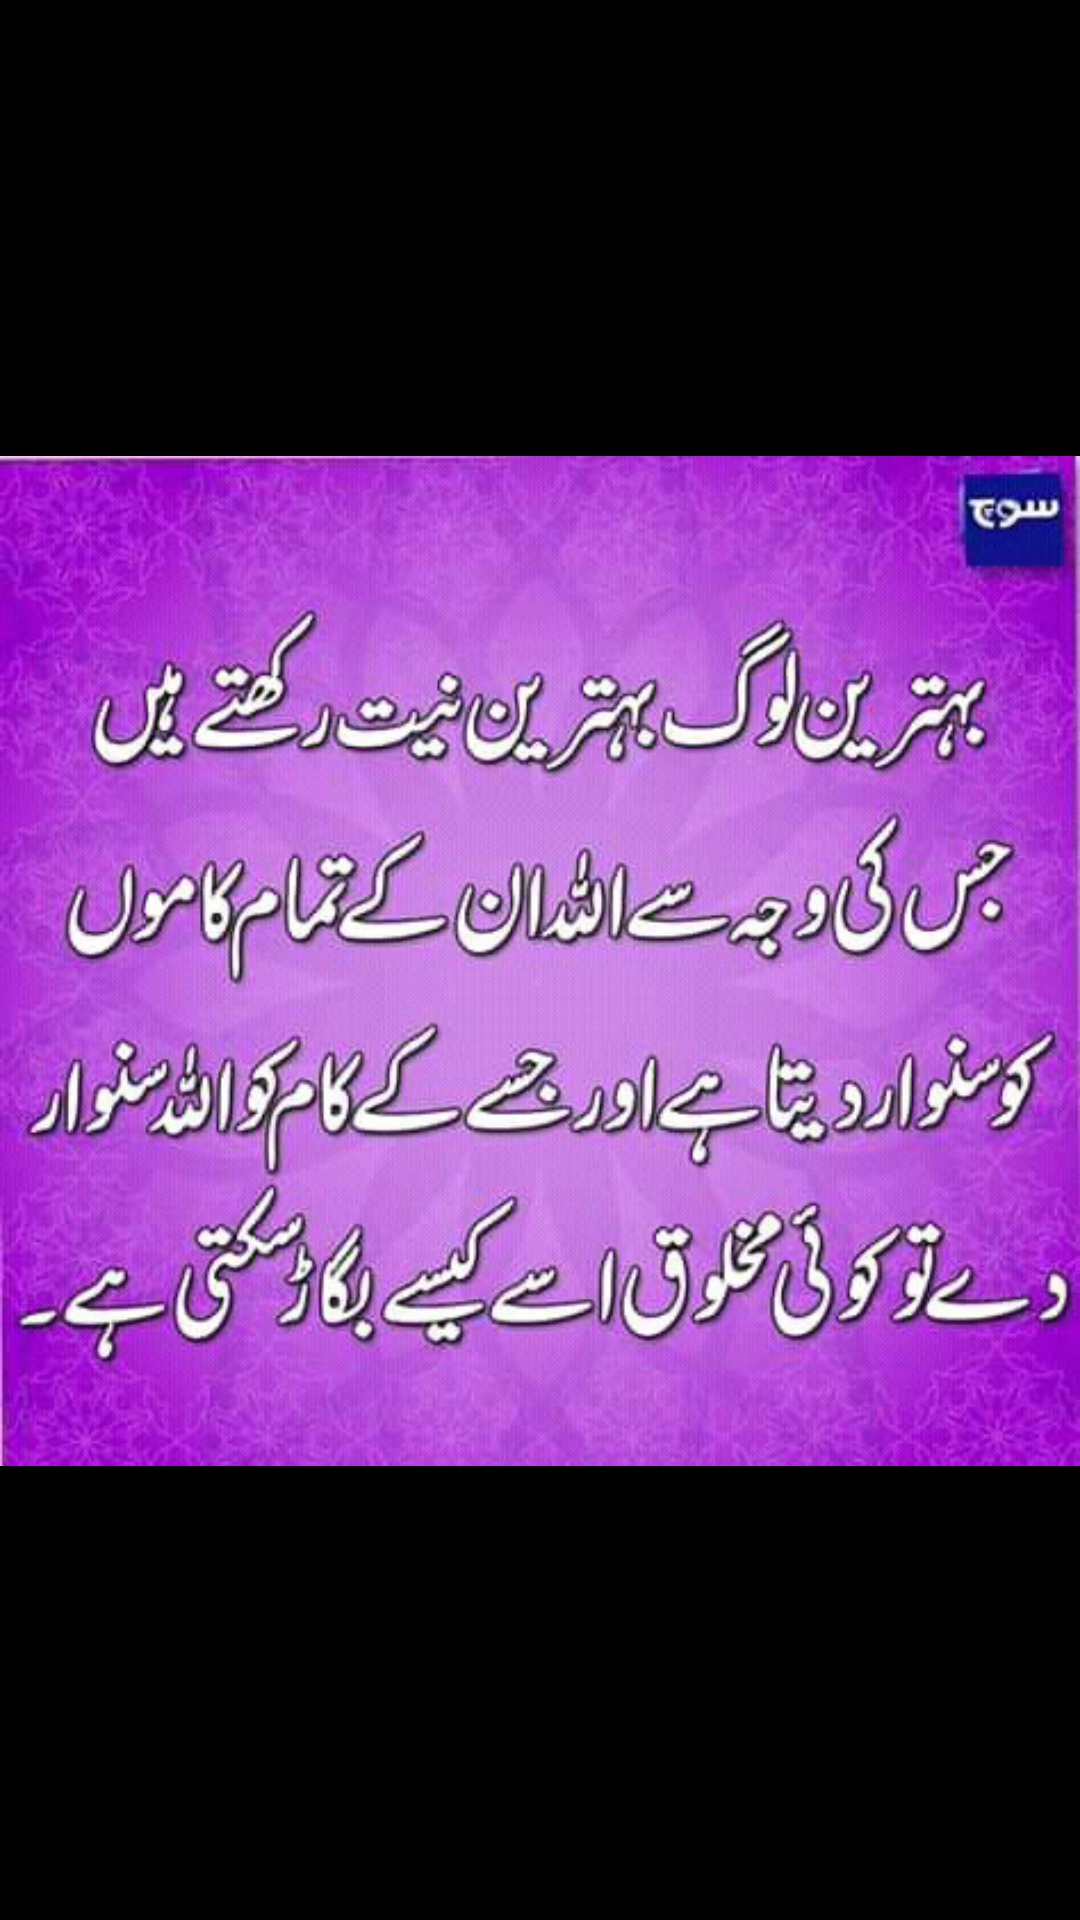 سوچ
بہترین لوگ بہترین نیت رکھتے ہیں
جس کی وجہ سے اللہ ان کے تمام کاموں
کو سنوار دیتا ہے اور جسے کے کام کو اللہ سنوار
دے تو کوئی مخلوق اسے کیسے بگاڑ سکتی ہے۔